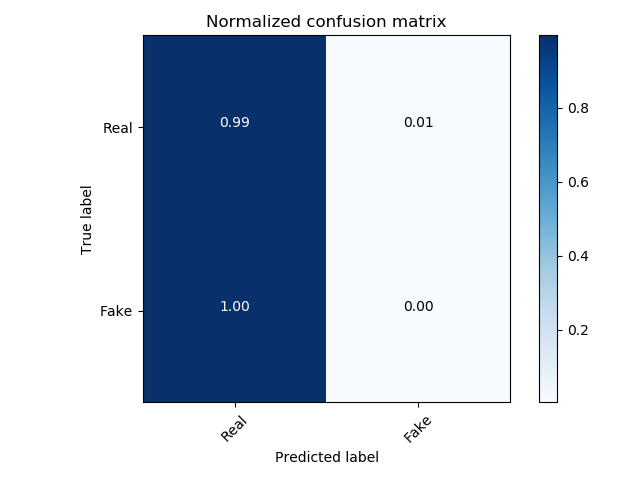 Normalized confusion matrix
True label
Real
0.99
0.01
Fake
1.00
0.00
Real
Fake
Predicted label
0.8
0.6
0.4
0.2